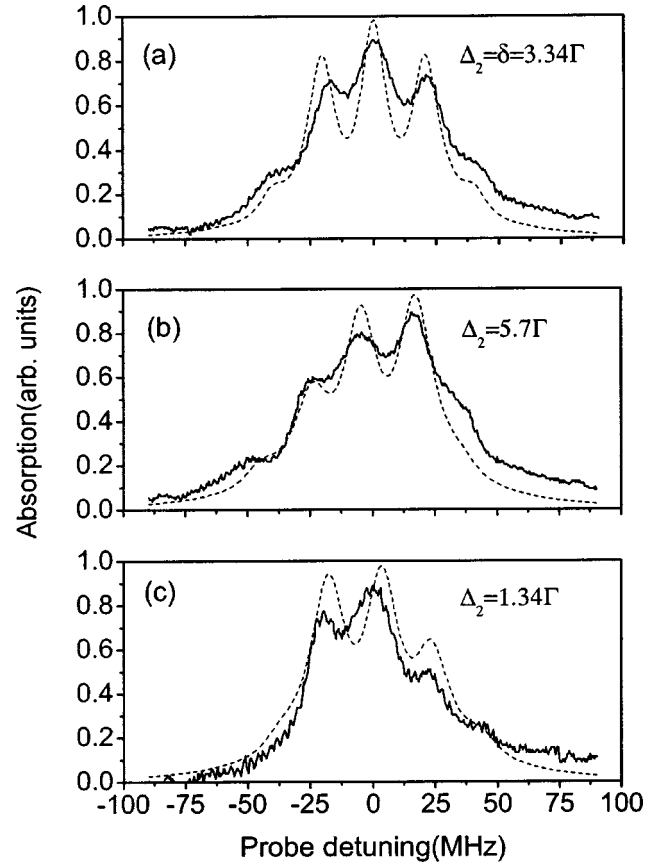 (a)
Δ₂=δ=3.34Γ
1.0
0.8
0.6
0.4
0.2
0.0
(b)
Δ₂=5.7Γ
1.0
0.8
0.6
0.4
0.2
0.0
Absorption(arb. units)
(c)
Δ₂=1.34Γ
1.0
0.8
0.6
0.4
0.2
0.0
-100 -75 -50 -25 0 25 50 75 100
Probe detuning(MHz)